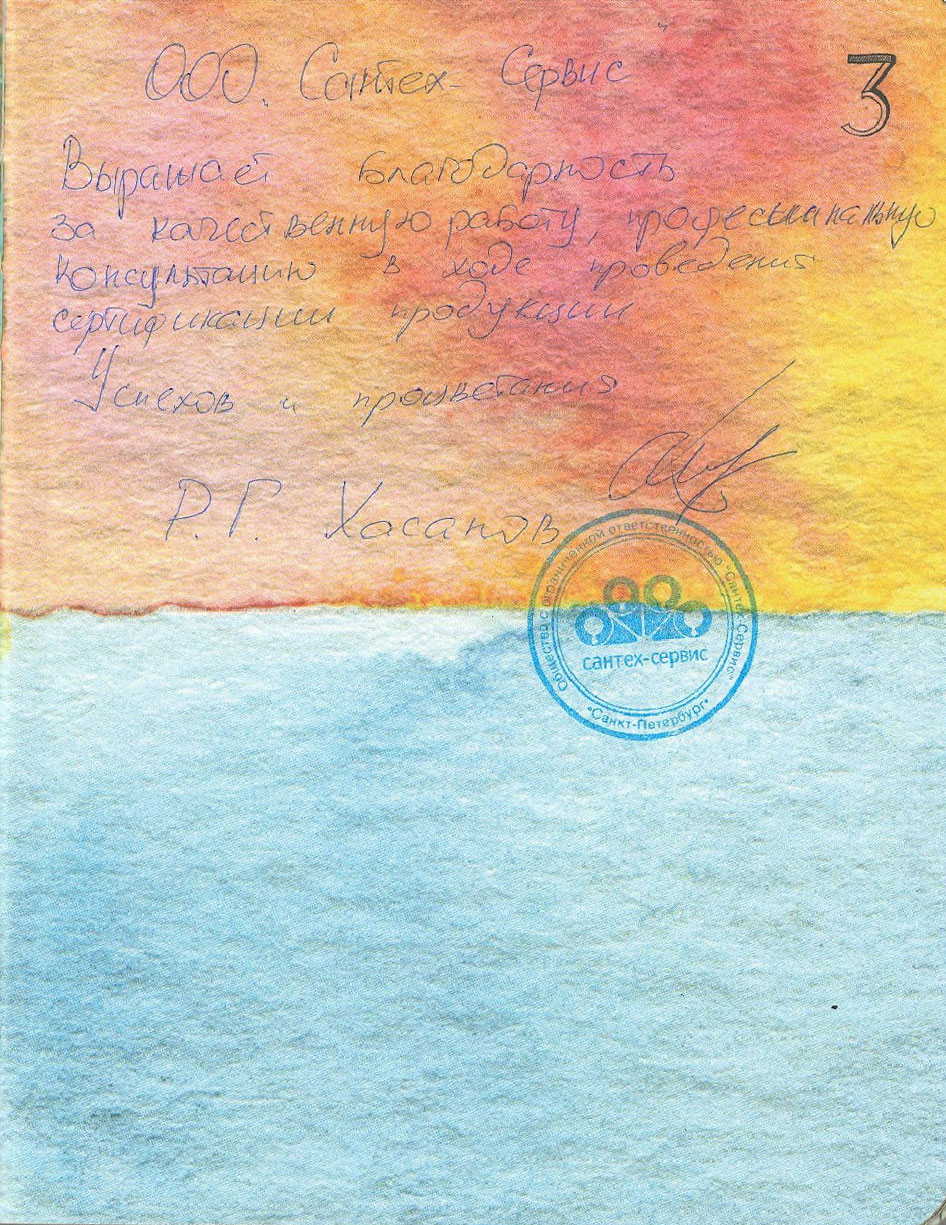 ООО. Сантех- Сервис"
3
Выражает благодарность
за качественную работу, професиональную
консультацию в ходе проведения
сертификации продукции
Успехов и процветания
Р.Г. Хасанов
Общество с ограниченной ответственностью "Сантех-Сервис"
сантех-сервис
•Санкт-Петербург•